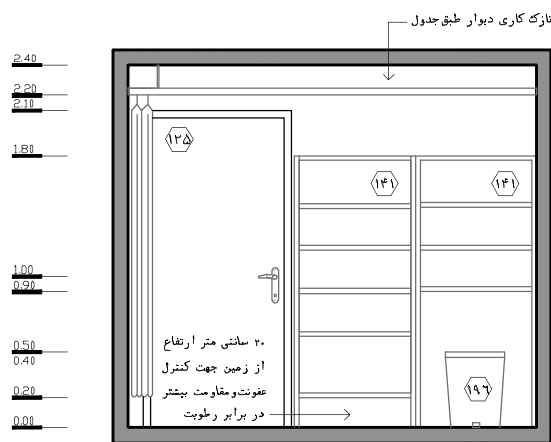 نازک کاری دیوار طبق جدول
2.40
2.20
2.10
1.80
1.00
0.90
0.50
0.40
0.20
0.00
۱۲۵
۱۴۱
۱۴۱
۱۹۶
۲۰ سانتی متر ارتفاع
از زمین جهت کنترل
عفونت و مقاومت بیشتر
در برابر رطوبت